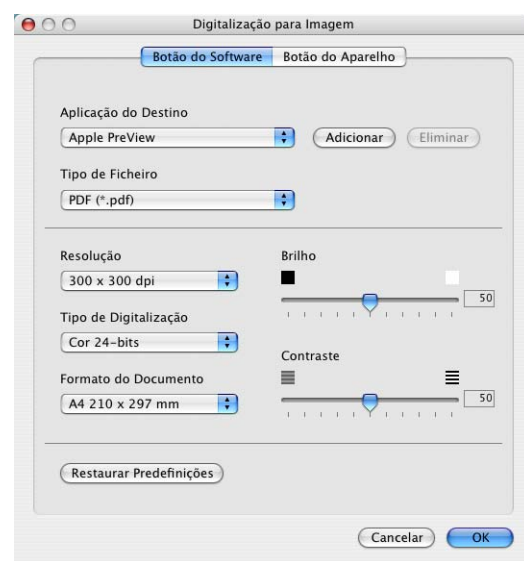 Digitalização para Imagem
Botão do Software
Botão do Aparelho
Aplicação do Destino
Apple PreView
Adicionar
Eliminar
Tipo de Ficheiro
PDF (*.pdf)
Resolução
300 x 300 dpi
Tipo de Digitalização
Cor 24-bits
Formato do Documento
A4 210 x 297 mm
Brilho
50
Contraste
50
Restaurar Predefinições
Cancelar
OK